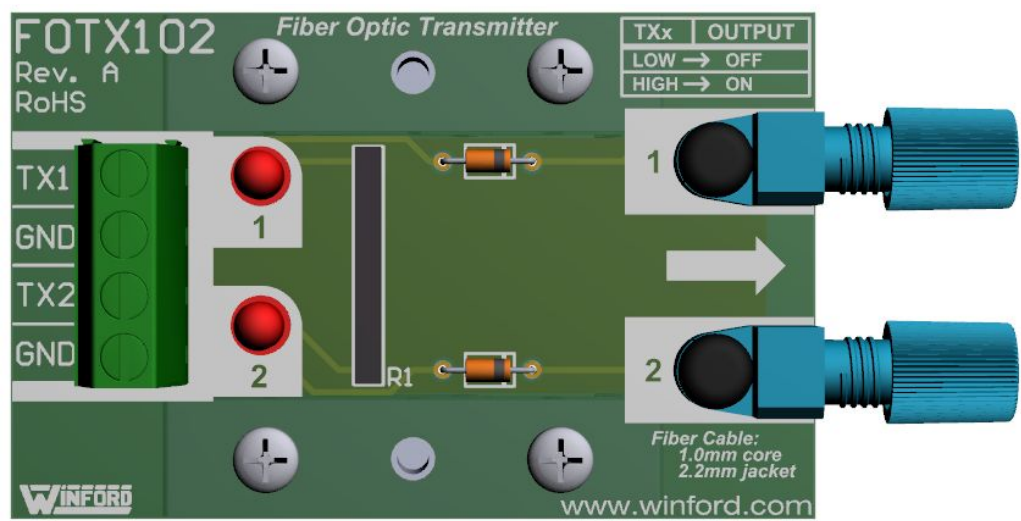 FOTX102
Rev. A
RoHS
Fiber Optic Transmitter
TXx OUTPUT
LOW → OFF
HIGH → ON
TX1
GND
TX2
GND
1
2
1
2
R1
Fiber Cable:
1.0mm core
2.2mm jacket
WINFORD
www.winford.com